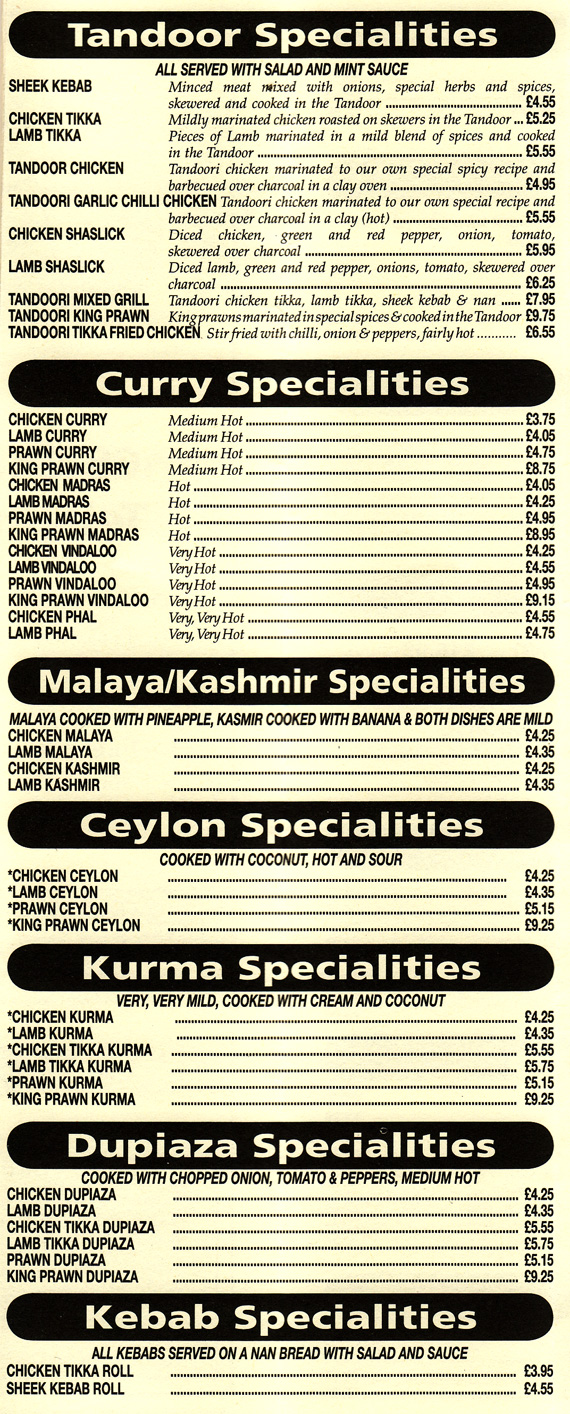 Tandoor Specialities
ALL SERVED WITH SALAD AND MINT SAUCE
SHEEK KEBAB Minced meat mixed with onions, special herbs and spices,
skewered and cooked in the Tandoor £4.55
CHICKEN TIKKA Mildly marinated chicken roasted on skewers in the Tandoor ... £5.25
LAMB TIKKA Pieces of Lamb marinated in a mild blend of spices and cooked
in the Tandoor £5.55
TANDOOR CHICKEN Tandoori chicken marinated to our own special spicy recipe and
barbecued over charcoal in a clay oven £4.95
TANDOORI GARLIC CHILLI CHICKEN Tandoori chicken marinated to our own special recipe and
barbecued over charcoal in a clay (hot) £5.55
CHICKEN SHASLICK Diced chicken, green and red pepper, onion, tomato,
skewered over charcoal £5.95
LAMB SHASLICK Diced lamb, green and red pepper, onions, tomato, skewered over
charcoal £6.25
TANDOORI MIXED GRILL Tandoori chicken tikka, lamb tikka, sheek kebab & nan ...... £7.95
TANDOORI KING PRAWN King prawns marinated in special spices & cooked in the Tandoor £9.75
TANDOORI TIKKA FRIED CHICKEN Stir fried with chilli, onion & peppers, fairly hot ........... £6.55
Curry Specialities
CHICKEN CURRY Medium Hot £3.75
LAMB CURRY Medium Hot £4.05
PRAWN CURRY Medium Hot £4.75
KING PRAWN CURRY Medium Hot £8.75
CHICKEN MADRAS Hot £4.05
LAMB MADRAS Hot £4.25
PRAWN MADRAS Hot £4.95
KING PRAWN MADRAS Hot £8.95
CHICKEN VINDALOO Very Hot £4.25
LAMB VINDALOO Very Hot £4.55
PRAWN VINDALOO Very Hot £4.95
KING PRAWN VINDALOO Very Hot £9.15
CHICKEN PHAL Very, Very Hot £4.55
LAMB PHAL Very, Very Hot £4.75
Malaya/Kashmir Specialities
MALAYA COOKED WITH PINEAPPLE, KASMIR COOKED WITH BANANA & BOTH DISHES ARE MILD
CHICKEN MALAYA £4.25
LAMB MALAYA £4.35
CHICKEN KASHMIR £4.25
LAMB KASHMIR £4.35
Ceylon Specialities
COOKED WITH COCONUT, HOT AND SOUR
*CHICKEN CEYLON £4.25
*LAMB CEYLON £4.35
*PRAWN CEYLON £5.15
*KING PRAWN CEYLON £9.25
Kurma Specialities
VERY, VERY MILD, COOKED WITH CREAM AND COCONUT
*CHICKEN KURMA £4.25
*LAMB KURMA £4.35
*CHICKEN TIKKA KURMA £5.55
*LAMB TIKKA KURMA £5.75
*PRAWN KURMA £5.15
*KING PRAWN KURMA £9.25
Dupiaza Specialities
COOKED WITH CHOPPED ONION, TOMATO & PEPPERS, MEDIUM HOT
CHICKEN DUPIAZA £4.25
LAMB DUPIAZA £4.35
CHICKEN TIKKA DUPIAZA £5.55
LAMB TIKKA DUPIAZA £5.75
PRAWN DUPIAZA £5.15
KING PRAWN DUPIAZA £9.25
Kebab Specialities
ALL KEBABS SERVED ON A NAN BREAD WITH SALAD AND SAUCE
CHICKEN TIKKA ROLL £3.95
SHEEK KEBAB ROLL £4.55